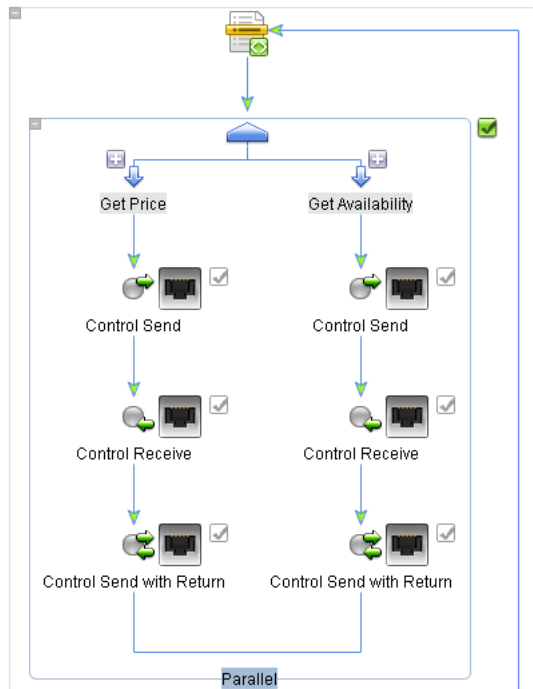 Get Price
Get Availability
Control Send
Control Send
Control Receive
Control Receive
Control Send with Return
Control Send with Return
Parallel